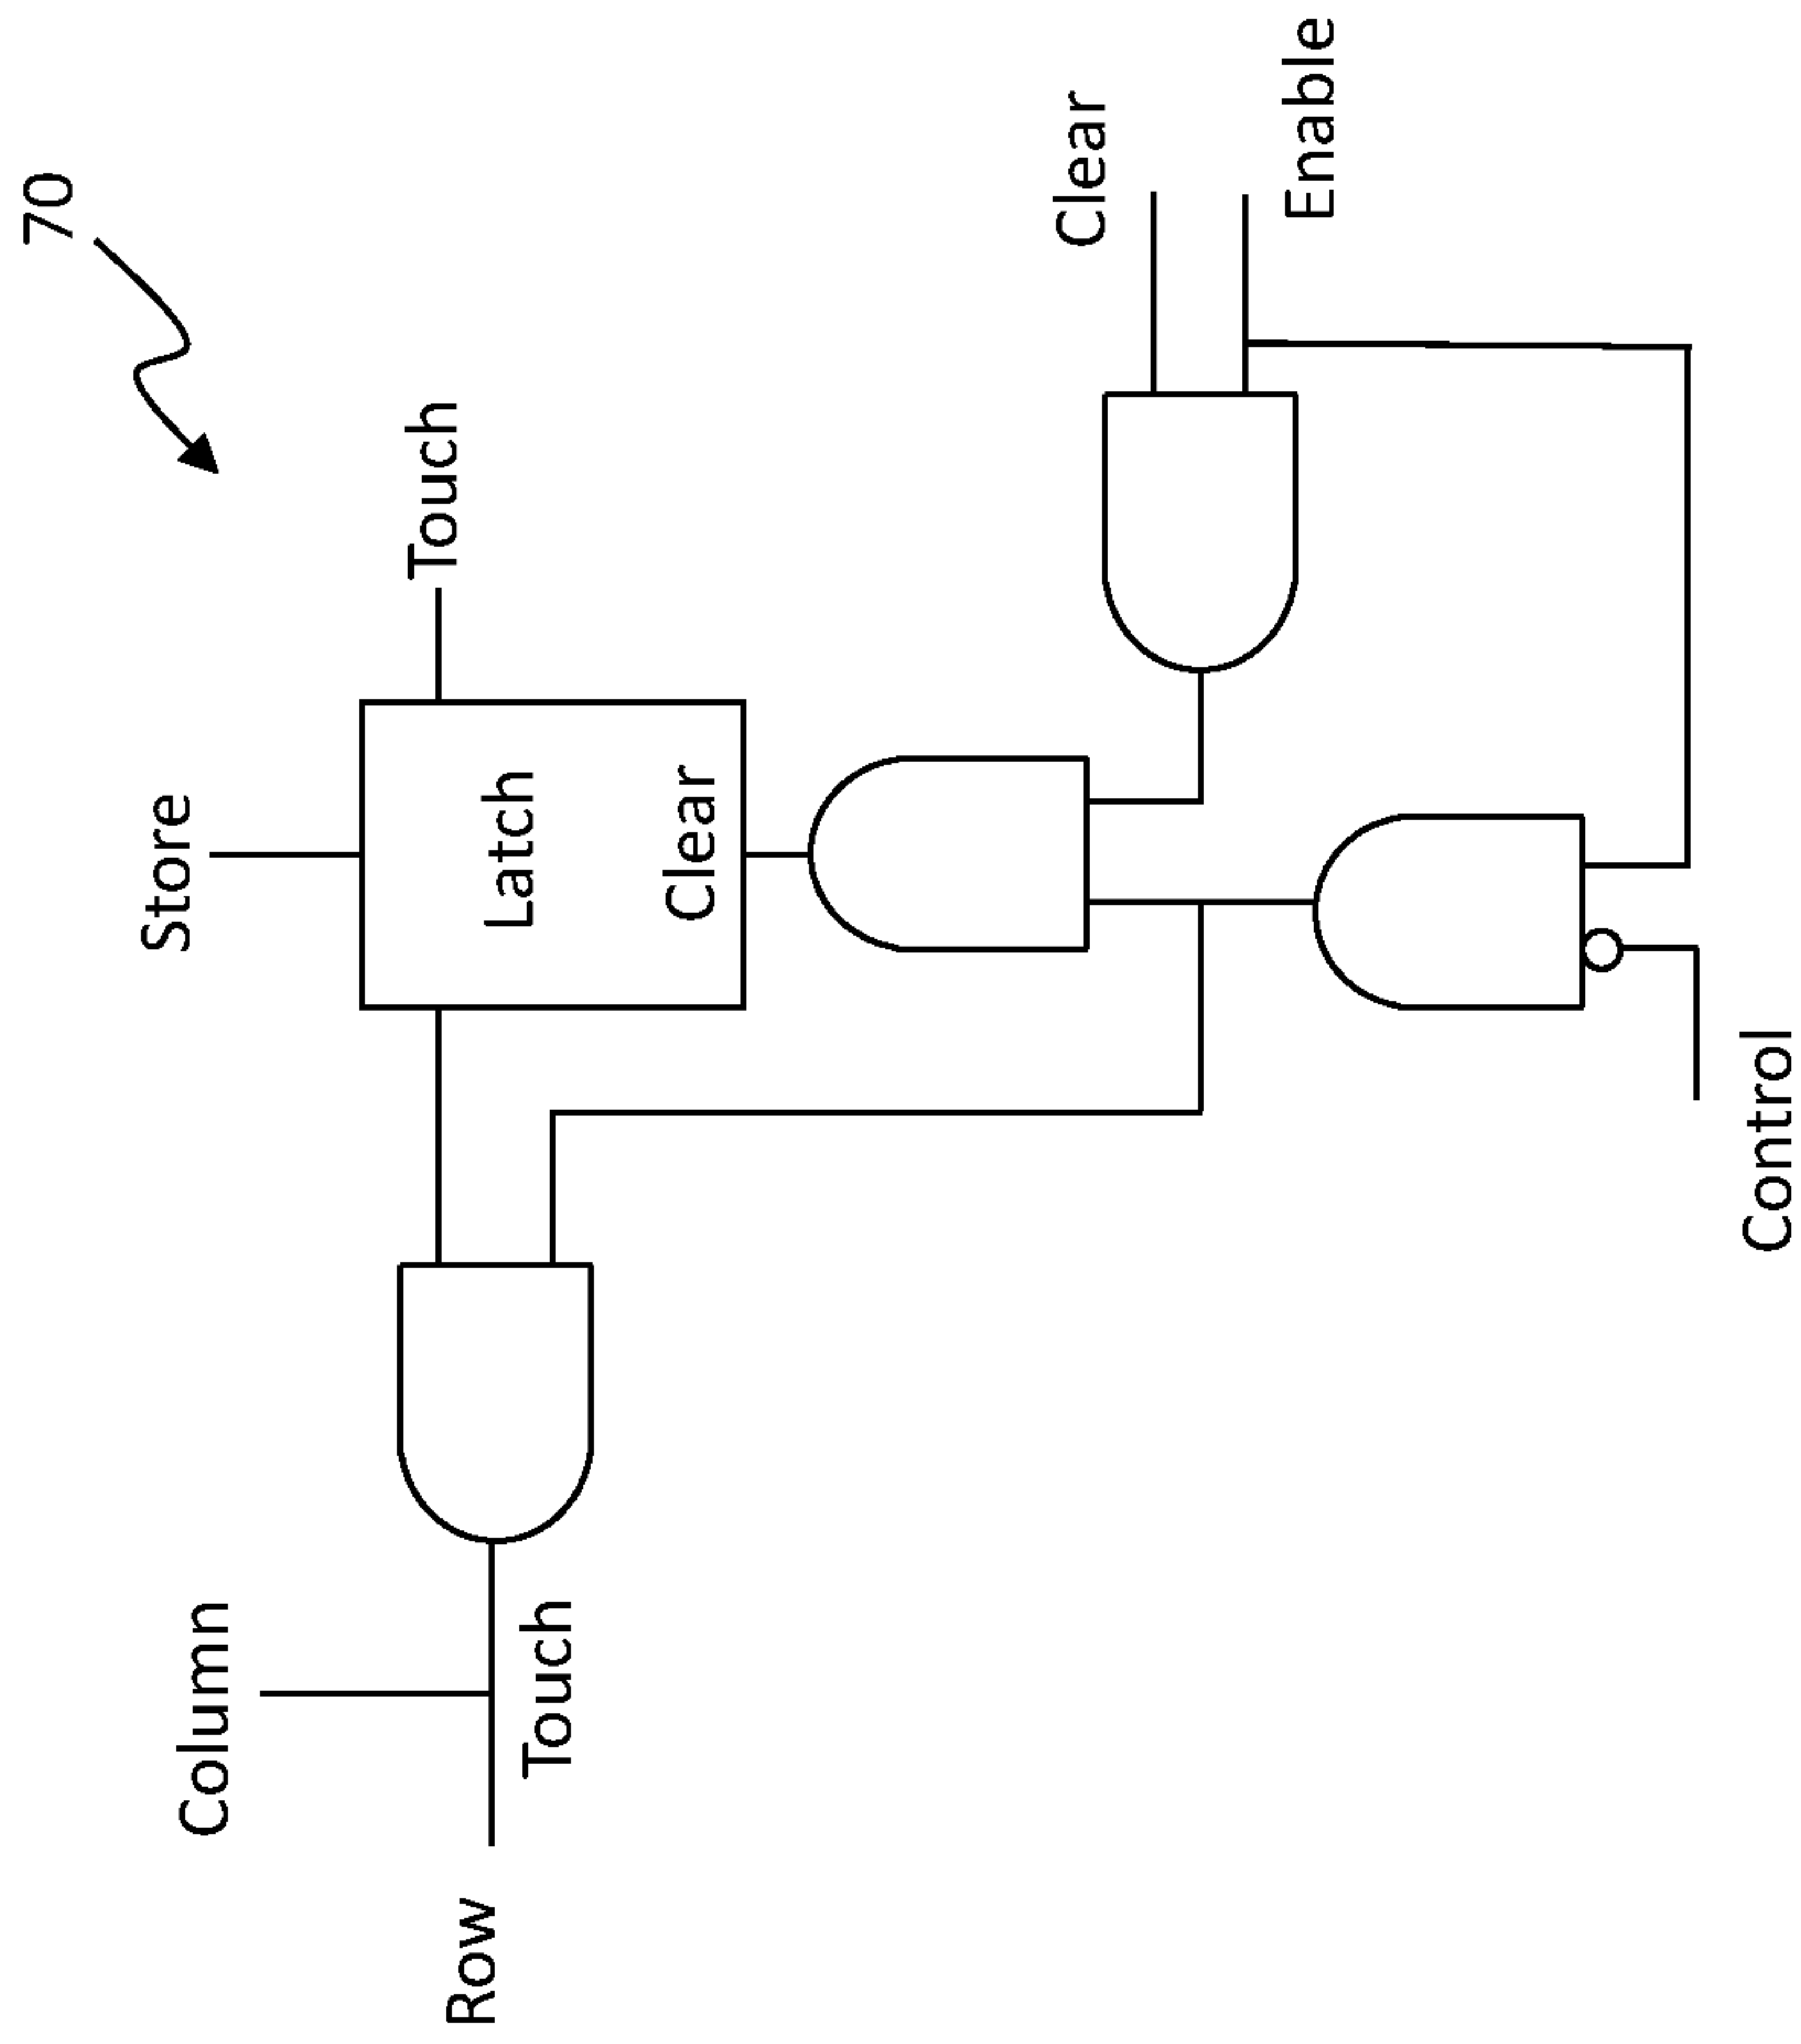 70
Store
Column
Touch
Row
Latch
Touch
Clear
Clear
Enable
Control